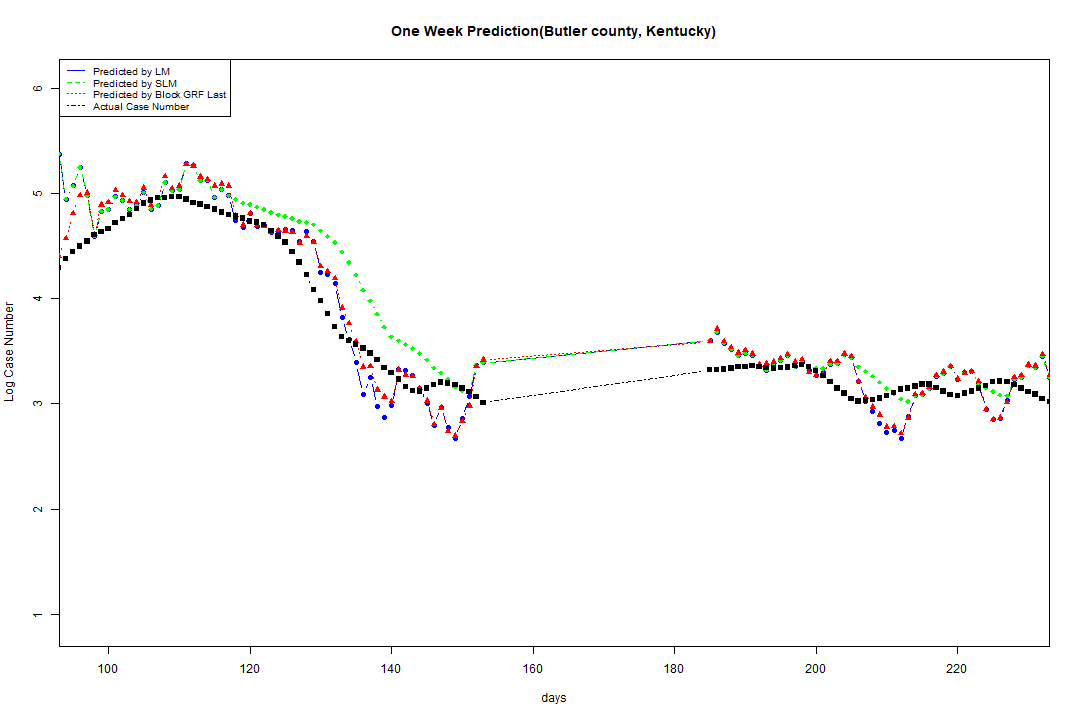 One Week Prediction(Butler county, Kentucky)
Predicted by LM
Predicted by SLM
Predicted by Block GRF Last
Actual Case Number
6
5
4
3
2
1
Log Case Number
100 120 140 160 180 200 220
days